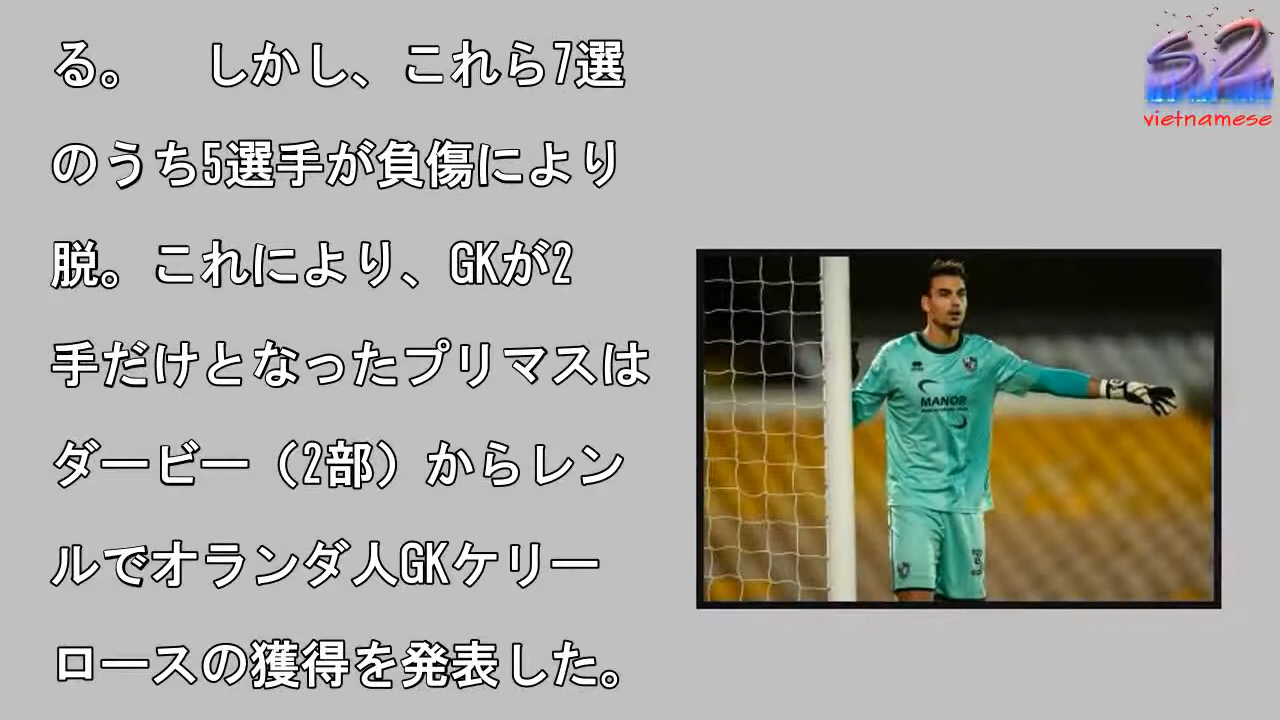 る。　しかし、これら7選
のうち5選手が負傷により
脱。これにより、GKが2
手だけとなったプリマスは
ダービー（2部）からレン
ルでオランダ人GKケリー
ロースの獲得を発表した。
s2
vietnamese
MANOR